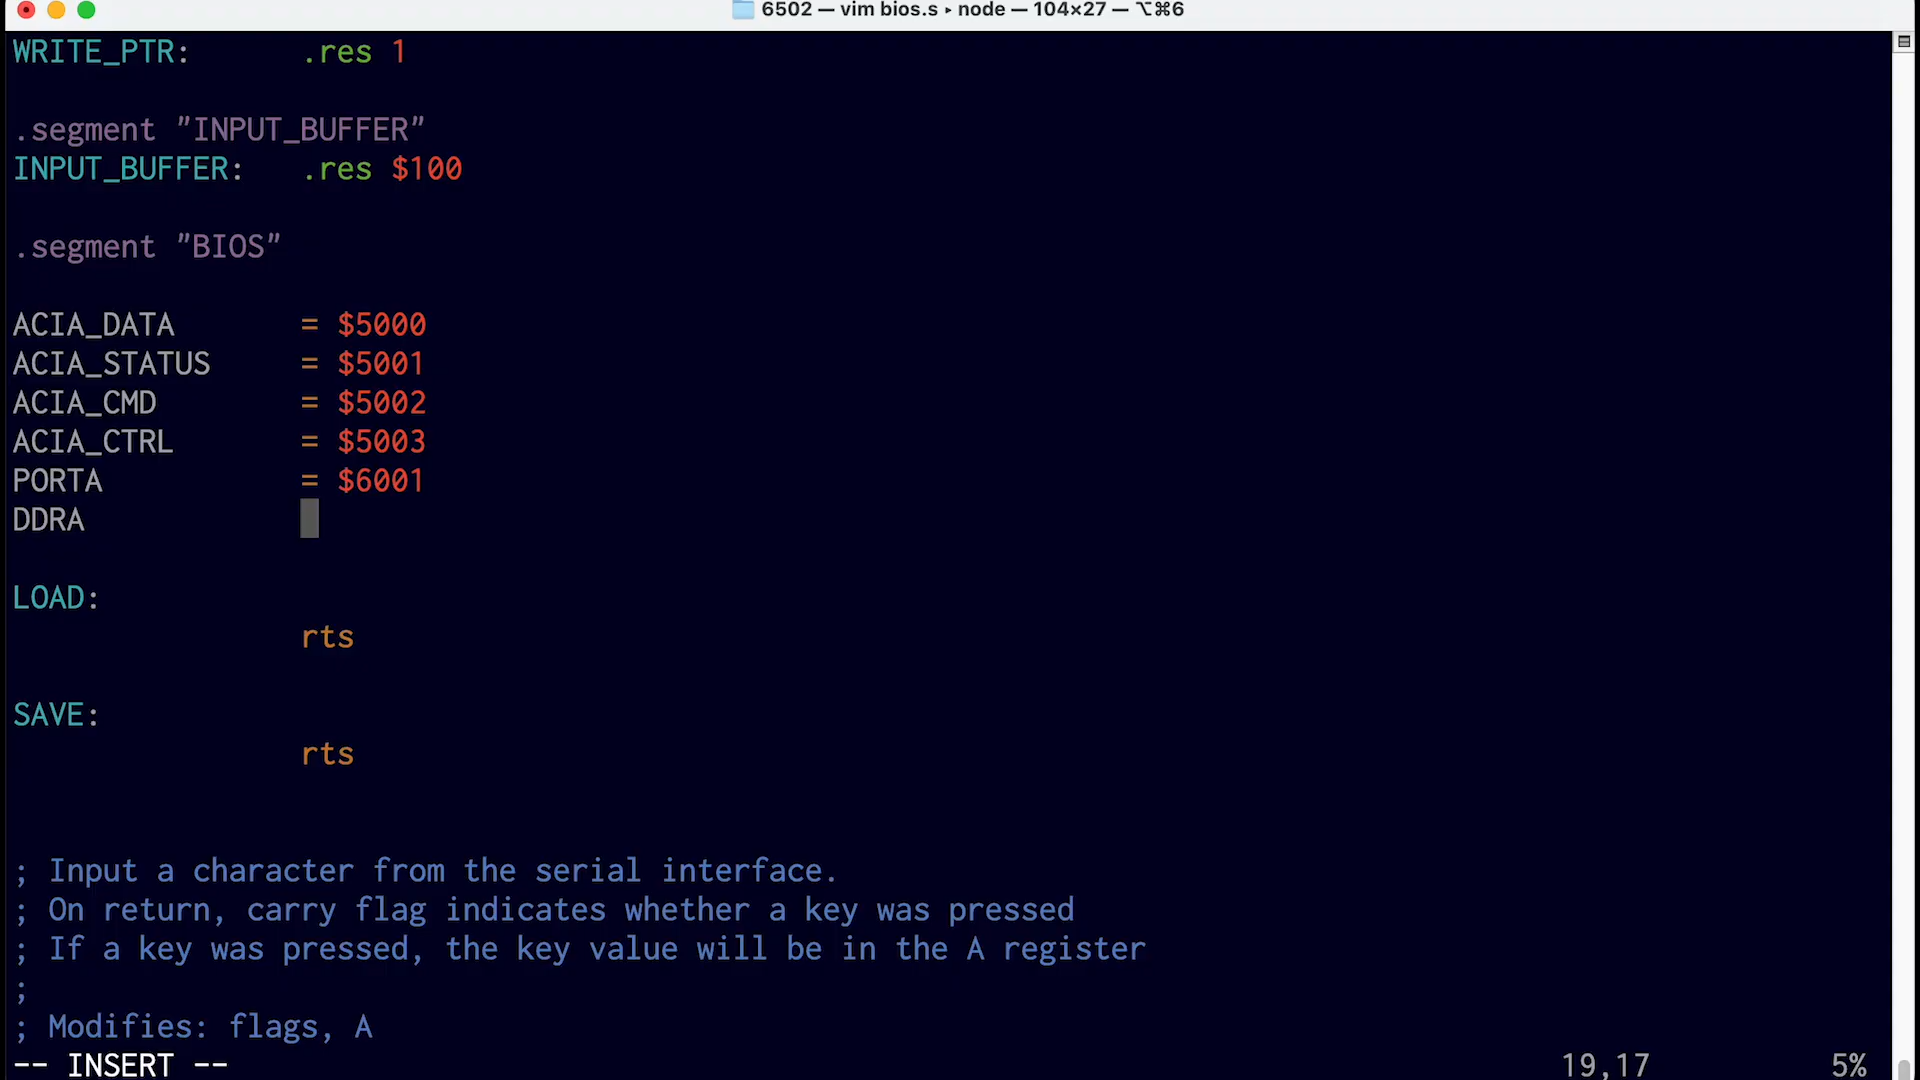 6502 — vim bios.s ▸ node — 104×27 — ⌥⌘6
WRITE_PTR:      .res 1
.segment "INPUT_BUFFER"
INPUT_BUFFER:   .res $100
.segment "BIOS"
ACIA_DATA       = $5000
ACIA_STATUS     = $5001
ACIA_CMD        = $5002
ACIA_CTRL       = $5003
PORTA           = $6001
DDRA
LOAD:
                rts
SAVE:
                rts
; Input a character from the serial interface.
; On return, carry flag indicates whether a key was pressed
; If a key was pressed, the key value will be in the A register
;
; Modifies: flags, A
-- INSERT --                                                                          19,17          5%